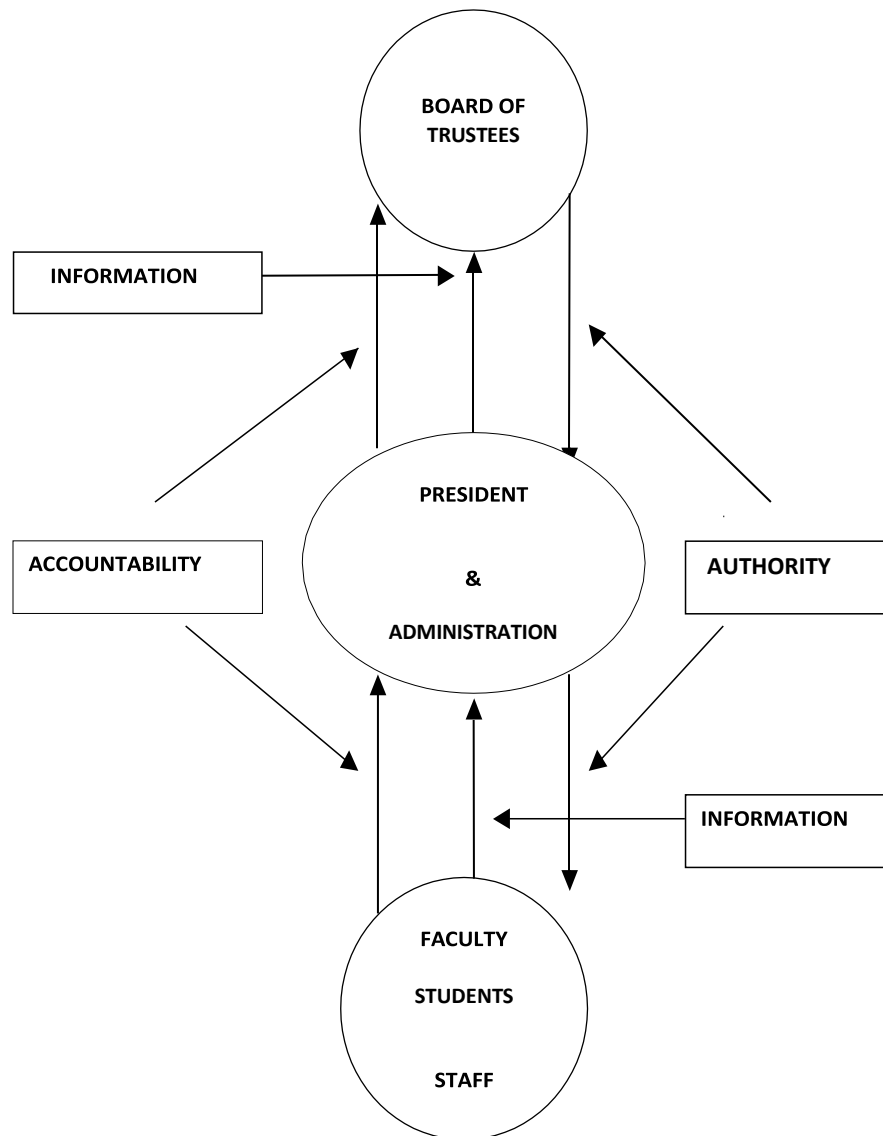 BOARD OF
TRUSTEES
INFORMATION
PRESIDENT
&
ADMINISTRATION
ACCOUNTABILITY
AUTHORITY
INFORMATION
FACULTY
STUDENTS
STAFF